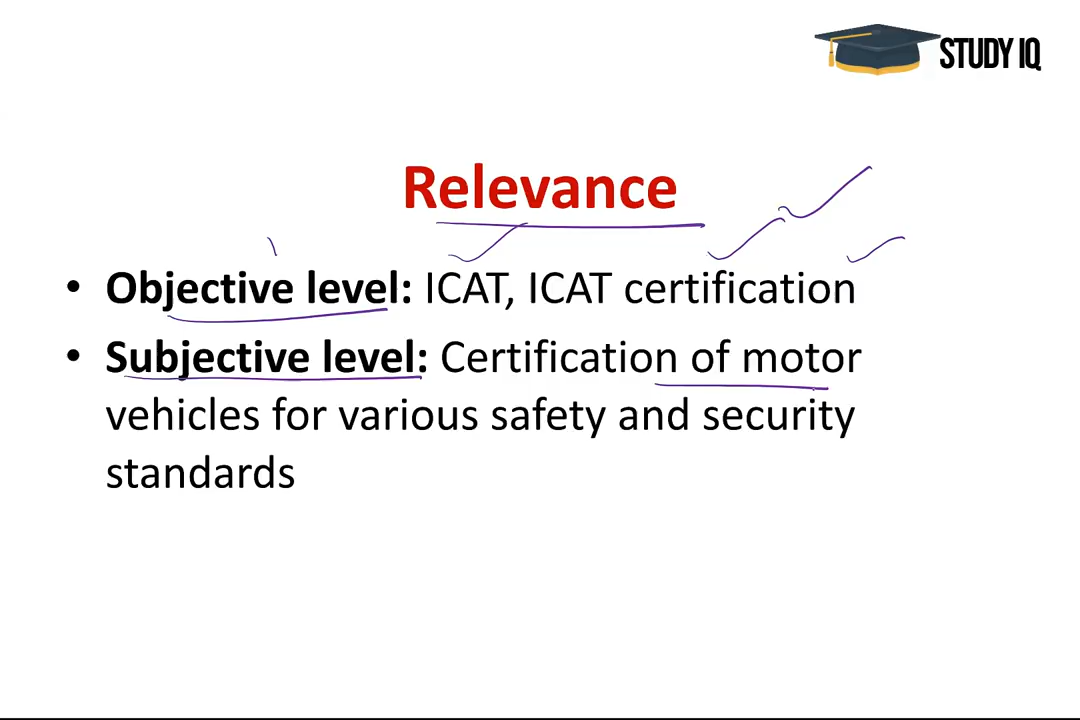 STUDY IQ
Relevance
• Objective level: ICAT, ICAT certification
• Subjective level: Certification of motor
vehicles for various safety and security
standards